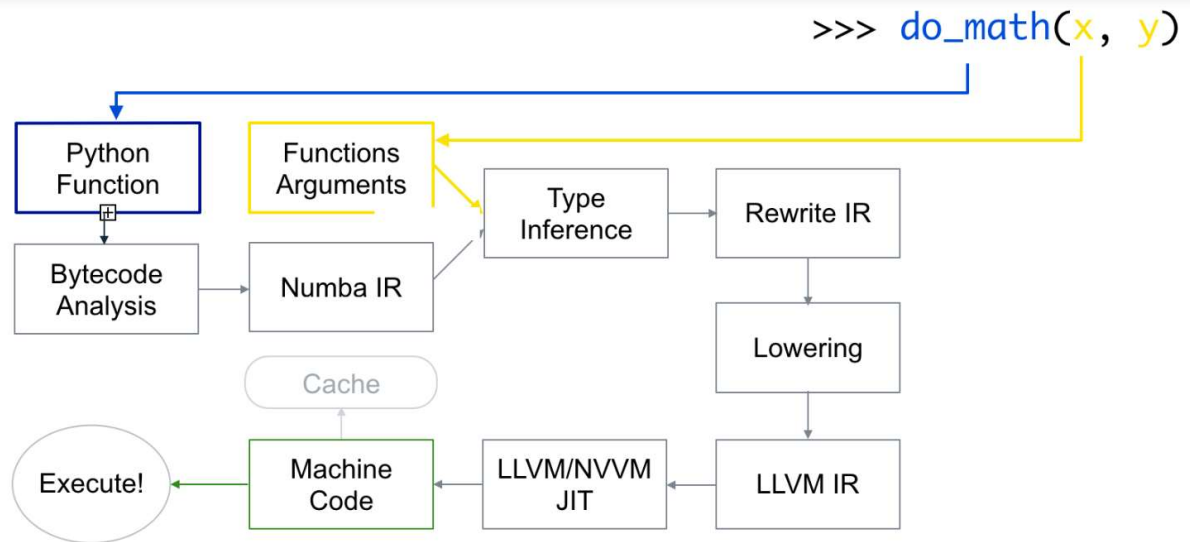 >>> do_math(x, y)
Python
Function
Functions
Arguments
Type
Inference
Rewrite IR
Bytecode
Analysis
Numba IR
Lowering
Cache
Execute!
Machine
Code
LLVM/NVVM
JIT
LLVM IR